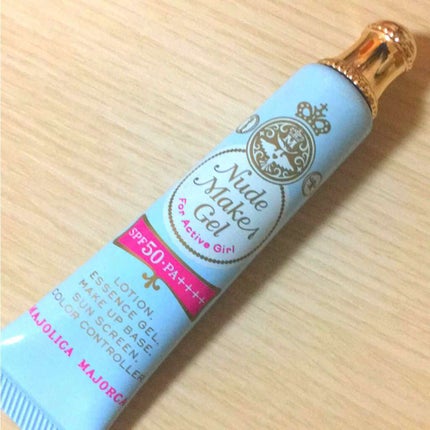 M
Nude
Make
Gel
For Active Girl
SPF50・PA++++
LOTION,
ESSENCE GEL,
MAKE UP BASE,
SUN SCREEN,
COLOR CONTROLLER
MAJOLICA MAJORCA